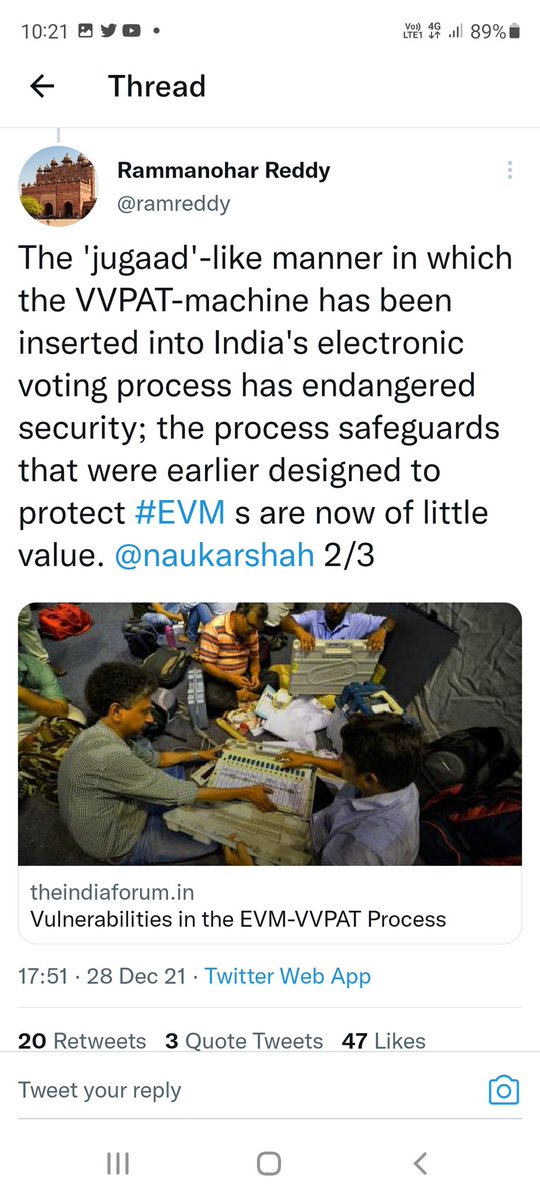 10:21
Vo)) 4G
LTE1 89%
Thread
Rammanohar Reddy
@ramreddy
The 'jugaad'-like manner in which
the VVPAT-machine has been
inserted into India's electronic
voting process has endangered
security; the process safeguards
that were earlier designed to
protect #EVM s are now of little
value. @naukarshah 2/3
theindiaforum.in
Vulnerabilities in the EVM-VVPAT Process
17:51 · 28 Dec 21 · Twitter Web App
20 Retweets 3 Quote Tweets 47 Likes
Tweet your reply